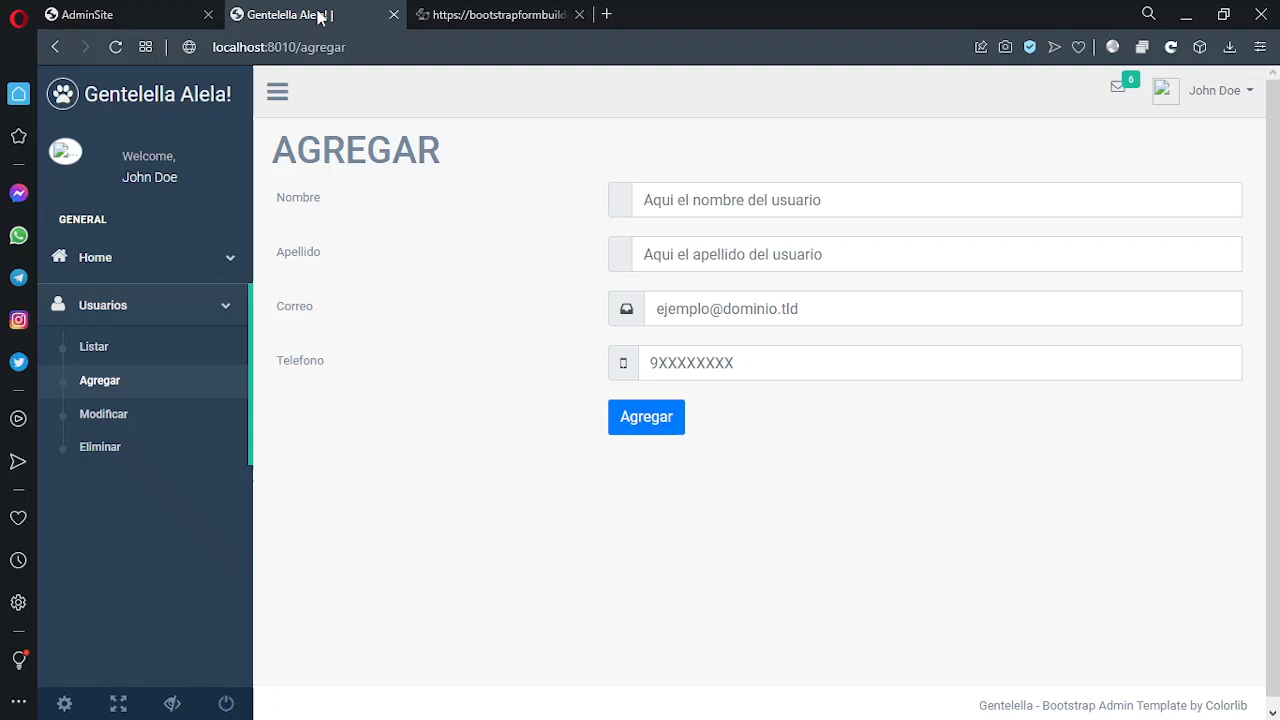 AdminSite
Gentelella Alela! |
https://bootstrapformbuild
localhost:8010/agregar
Gentelella Alela!
6
John Doe
Welcome,
John Doe
GENERAL
Home
Usuarios
Listar
Agregar
Modificar
Eliminar
AGREGAR
Nombre
Aqui el nombre del usuario
Apellido
Aqui el apellido del usuario
Correo
ejemplo@dominio.tld
Telefono
9XXXXXXXX
Agregar
Gentelella - Bootstrap Admin Template by Colorlib